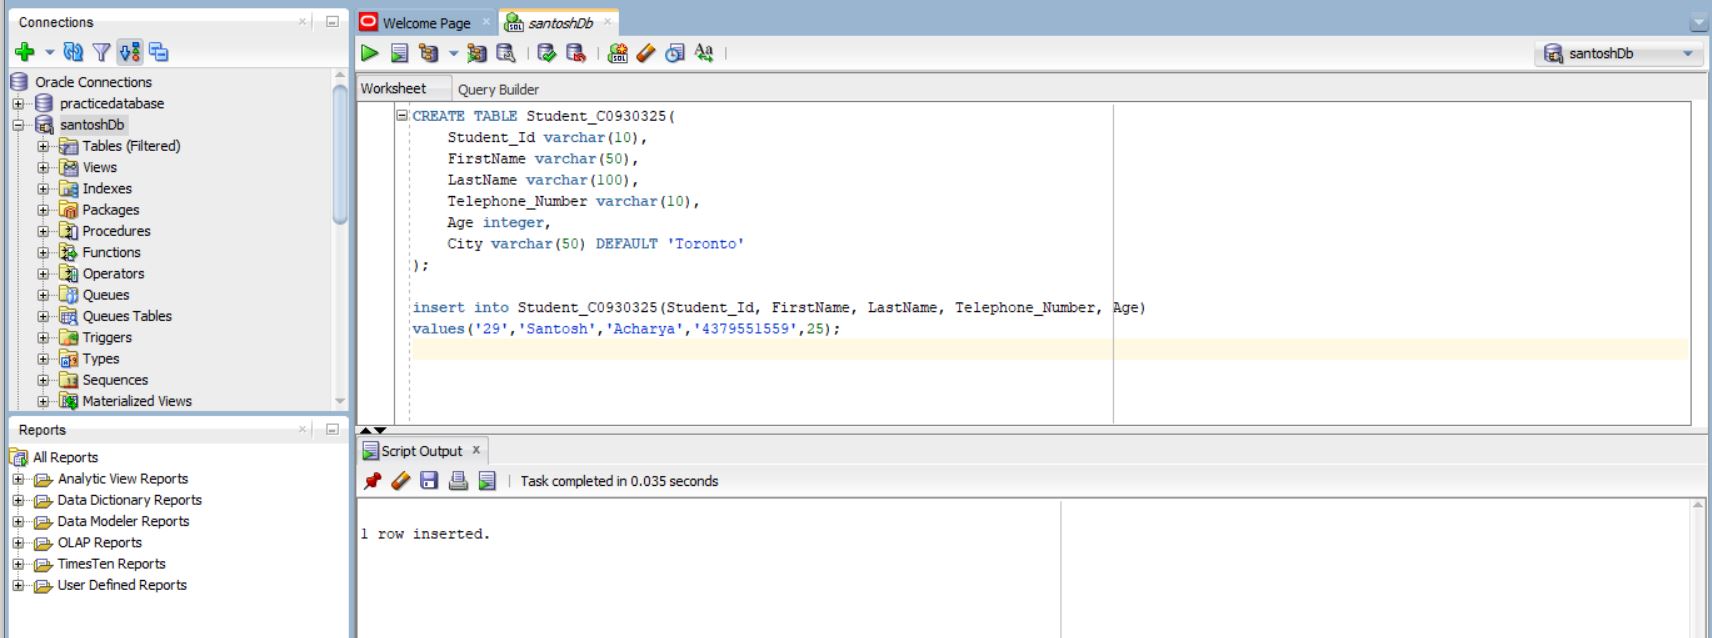 Connections
Oracle Connections
practicedatabase
santoshDb
Tables (Filtered)
Views
Indexes
Packages
Procedures
Functions
Operators
Queues
Queues Tables
Triggers
Types
Sequences
Materialized Views
Reports
All Reports
Analytic View Reports
Data Dictionary Reports
Data Modeler Reports
OLAP Reports
TimesTen Reports
User Defined Reports
Welcome Page
santoshDb
santoshDb
Worksheet Query Builder
CREATE TABLE Student_C0930325(
Student_Id varchar(10),
FirstName varchar(50),
LastName varchar(100),
Telephone_Number varchar(10),
Age integer,
City varchar(50) DEFAULT 'Toronto'
);
insert into Student_C0930325(Student_Id, FirstName, LastName, Telephone_Number, Age)
values('29','Santosh','Acharya','4379551559',25);
Script Output
Task completed in 0.035 seconds
1 row inserted.